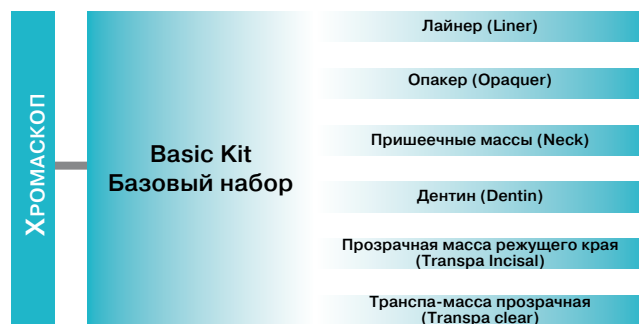 Хромаскоп
Basic Kit
Базовый набор
Лайнер (Liner)
Опакер (Opaquer)
Пришеечные массы (Neck)
Дентин (Dentin)
Прозрачная масса режущего края
(Transpa Incisal)
Транспа-масса прозрачная
(Transpa clear)